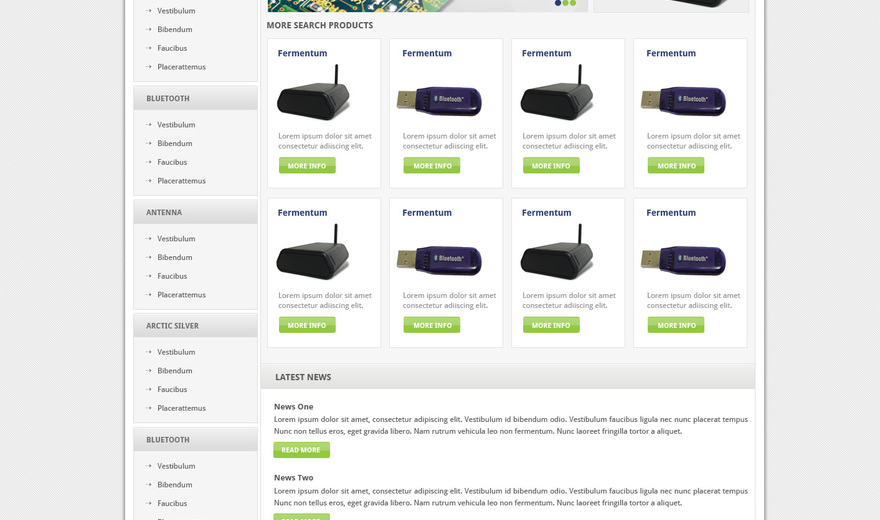 Vestibulum
Bibendum
Faucibus
Placerattemus
BLUETOOTH
Vestibulum
Bibendum
Faucibus
Placerattemus
ANTENNA
Vestibulum
Bibendum
Faucibus
Placerattemus
ARCTIC SILVER
Vestibulum
Bibendum
Faucibus
Placerattemus
BLUETOOTH
Vestibulum
Bibendum
Faucibus
MORE SEARCH PRODUCTS
Fermentum
Lorem ipsum dolor sit amet
consectetur adiiscing elit.
MORE INFO
Fermentum
Bluetooth
Lorem ipsum dolor sit amet
consectetur adiiscing elit.
MORE INFO
Fermentum
Lorem ipsum dolor sit amet
consectetur adiiscing elit.
MORE INFO
Fermentum
Bluetooth
Lorem ipsum dolor sit amet
consectetur adiiscing elit.
MORE INFO
Fermentum
Lorem ipsum dolor sit amet
consectetur adiiscing elit.
MORE INFO
Fermentum
Bluetooth
Lorem ipsum dolor sit amet
consectetur adiiscing elit.
MORE INFO
Fermentum
Lorem ipsum dolor sit amet
consectetur adiiscing elit.
MORE INFO
Fermentum
Bluetooth
Lorem ipsum dolor sit amet
consectetur adiiscing elit.
MORE INFO
LATEST NEWS
News One
Lorem ipsum dolor sit amet, consectetur adipiscing elit. Vestibulum id bibendum odio. Vestibulum faucibus ligula nec nunc placerat tempus
Nunc non tellus eros, eget gravida libero. Nam rutrum vehicula leo non fermentum. Nunc laoreet fringilla tortor a aliquet.
READ MORE
News Two
Lorem ipsum dolor sit amet, consectetur adipiscing elit. Vestibulum id bibendum odio. Vestibulum faucibus ligula nec nunc placerat tempus
Nunc non tellus eros, eget gravida libero. Nam rutrum vehicula leo non fermentum. Nunc laoreet fringilla tortor a aliquet.